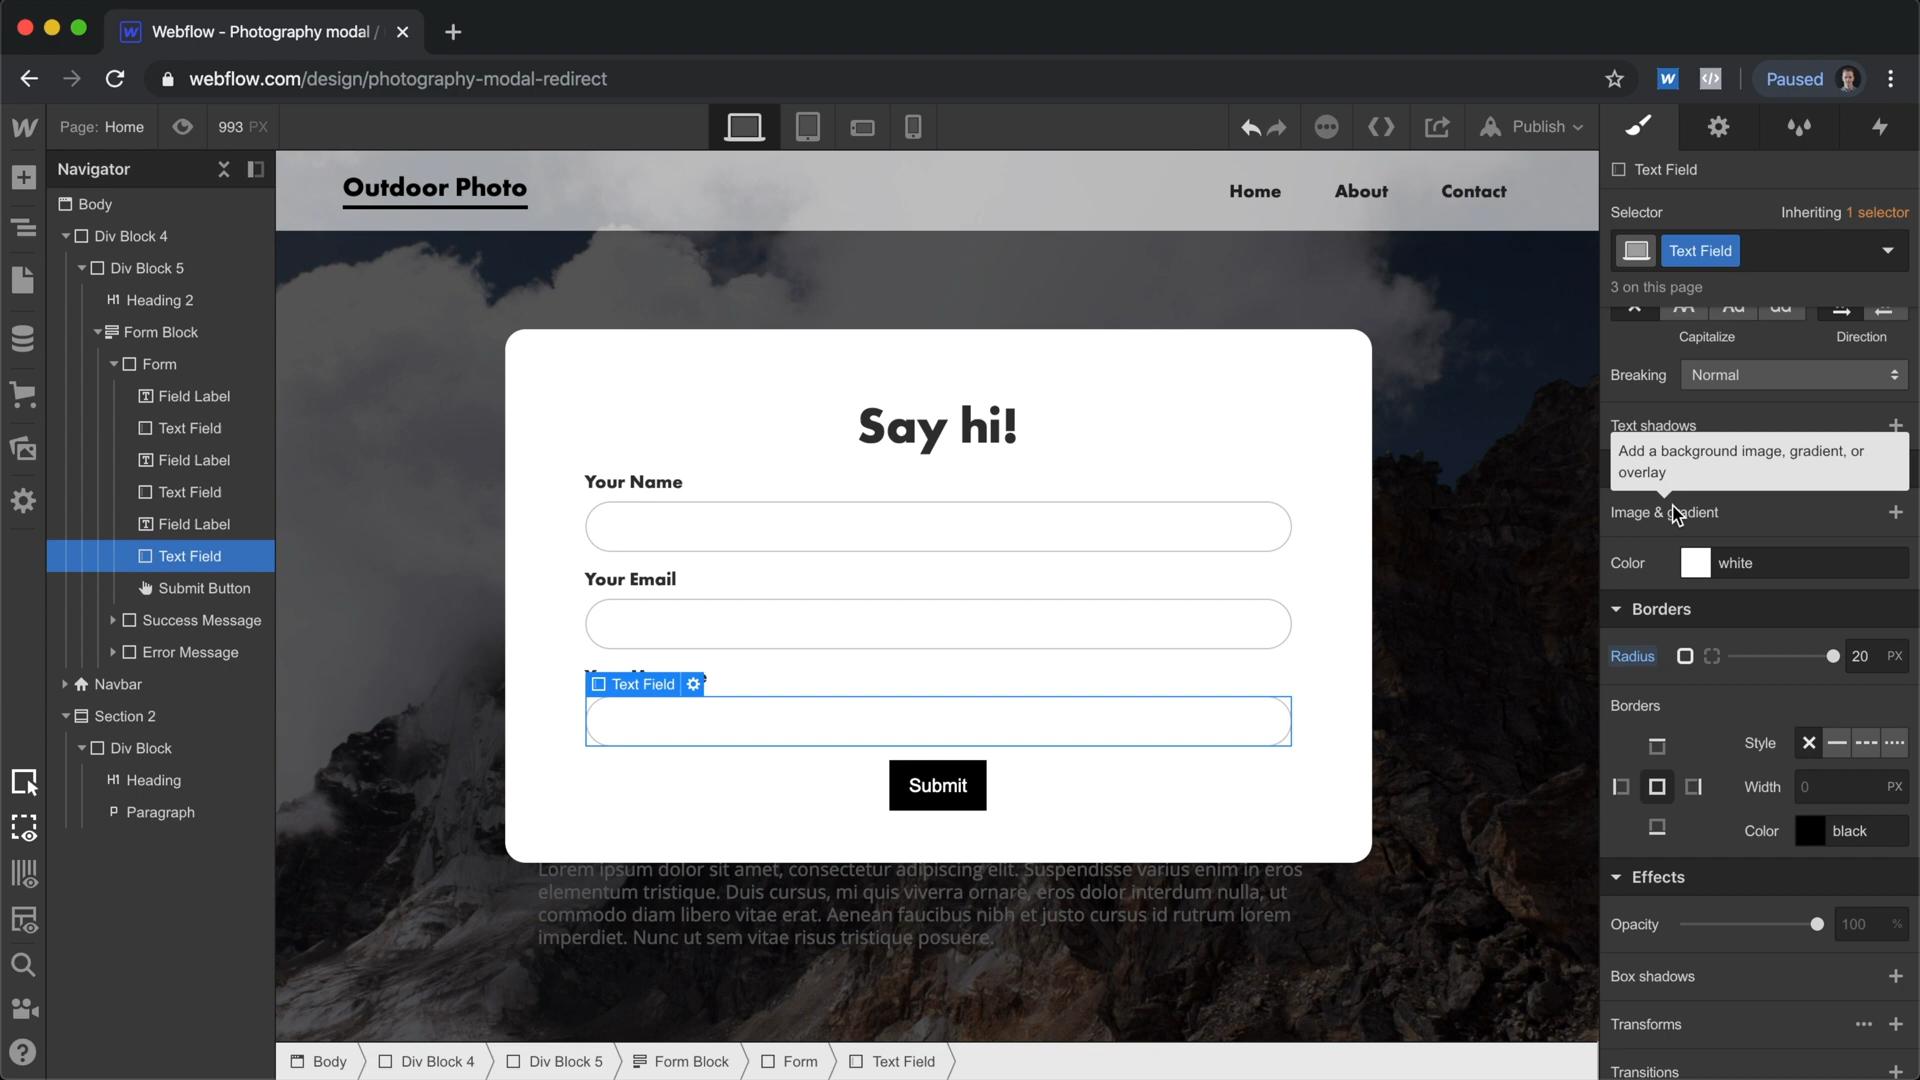 Webflow - Photography modal /
webflow.com/design/photography-modal-redirect
Paused
Page: Home
993 PX
Publish
Navigator
Body
Div Block 4
Div Block 5
H1 Heading 2
Form Block
Form
Field Label
Text Field
Field Label
Text Field
Field Label
Text Field
Submit Button
Success Message
Error Message
Navbar
Section 2
Div Block
H1 Heading
P Paragraph
Outdoor Photo
Home
About
Contact
Say hi!
Your Name
Your Email
Text Field
Submit
Lorem ipsum dolor sit amet, consectetur adipiscing elit. Suspendisse varius enim in eros
elementum tristique. Duis cursus, mi quis viverra ornare, eros dolor interdum nulla, ut
commodo diam libero vitae erat. Aenean faucibus nibh et justo cursus id rutrum lorem
imperdiet. Nunc ut sem vitae risus tristique posuere.
Body
Div Block 4
Div Block 5
Form Block
Form
Text Field
Text Field
Selector
Inheriting 1 selector
Text Field
3 on this page
Capitalize
Direction
Breaking
Normal
Text shadows
Add a background image, gradient, or
overlay
Image & gradient
Color
white
Borders
Radius
20 PX
Borders
Style
Width
0 PX
Color
black
Effects
Opacity
100 %
Box shadows
Transforms
Transitions